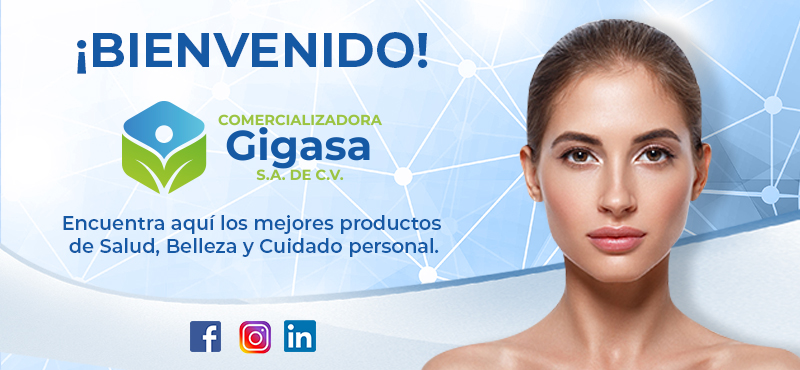 ¡BIENVENIDO!
COMERCIALIZADORA
Gigasa
S.A. DE C.V.
Encuentra aquí los mejores productos
de Salud, Belleza y Cuidado personal.
f
in